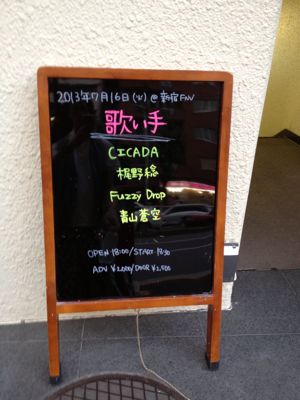 2013年7月16日(火)@新宿FNV
歌い手
CICADA
梶野稔
Fuzzy Drop
青山蒼空
OPEN 18:00/START 18:30
ADV ¥2,000/DOOR ¥2,500